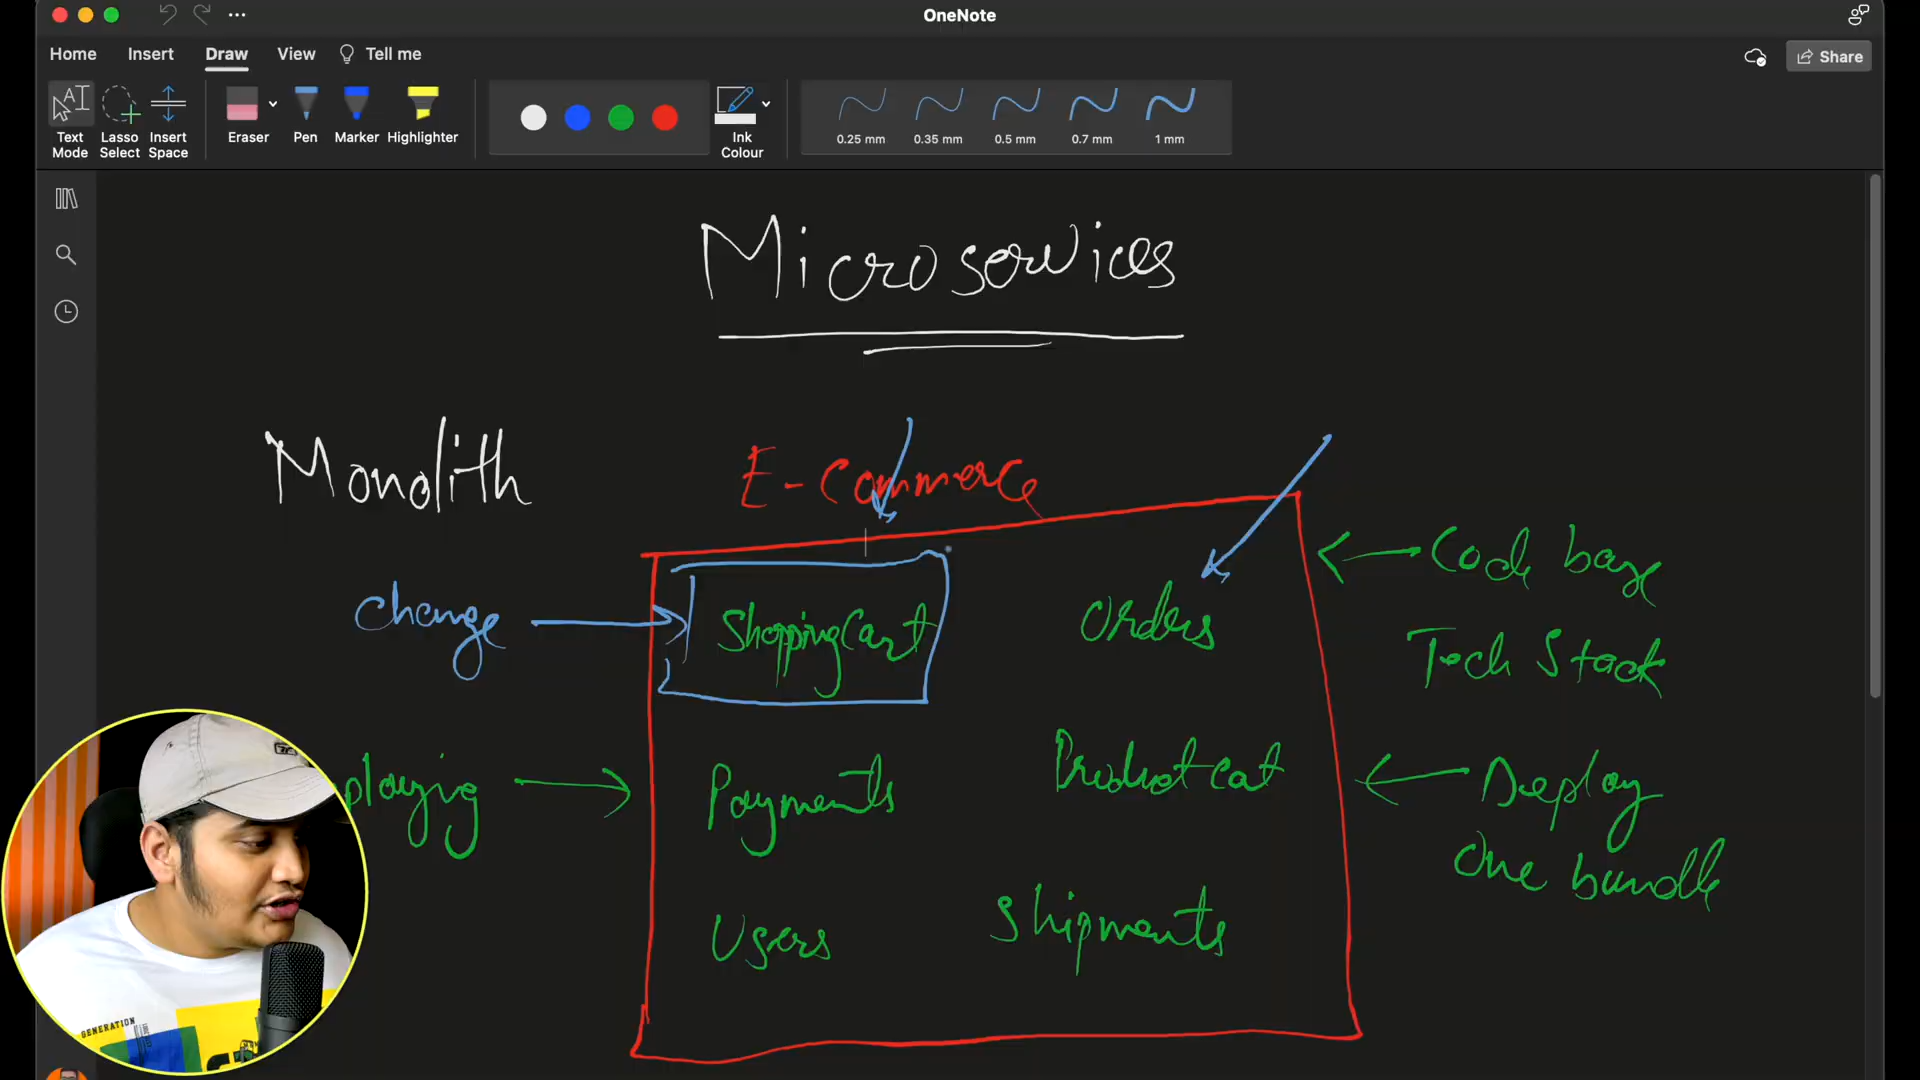 OneNote
Home Insert Draw View Tell me
Share
Text Mode
Lasso Select
Insert Space
Eraser
Pen
Marker
Highlighter
Ink Colour
0.25 mm
0.35 mm
0.5 mm
0.7 mm
1 mm
Microservices
Monolith
E-Commerce
Code base
change
ShoppingCart
Orders
Tech Stack
ploying
Payments
Product cat
Deploy
One bundle
Users
Shipments
GENERATION